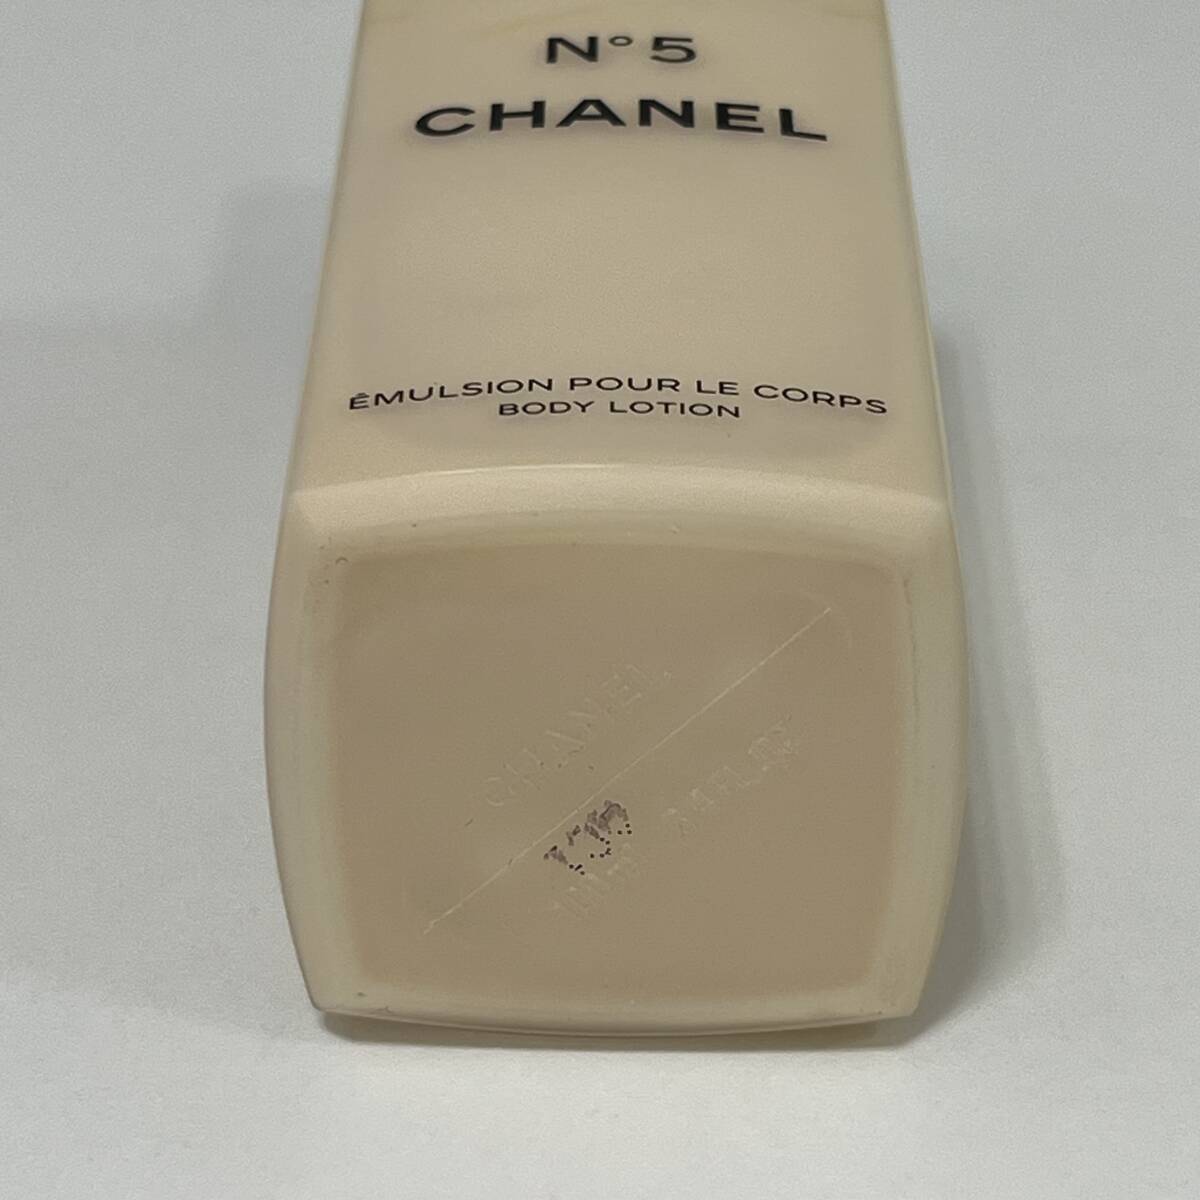 N°5
CHANEL
ÉMULSION POUR LE CORPS
BODY LOTION
CHANEL